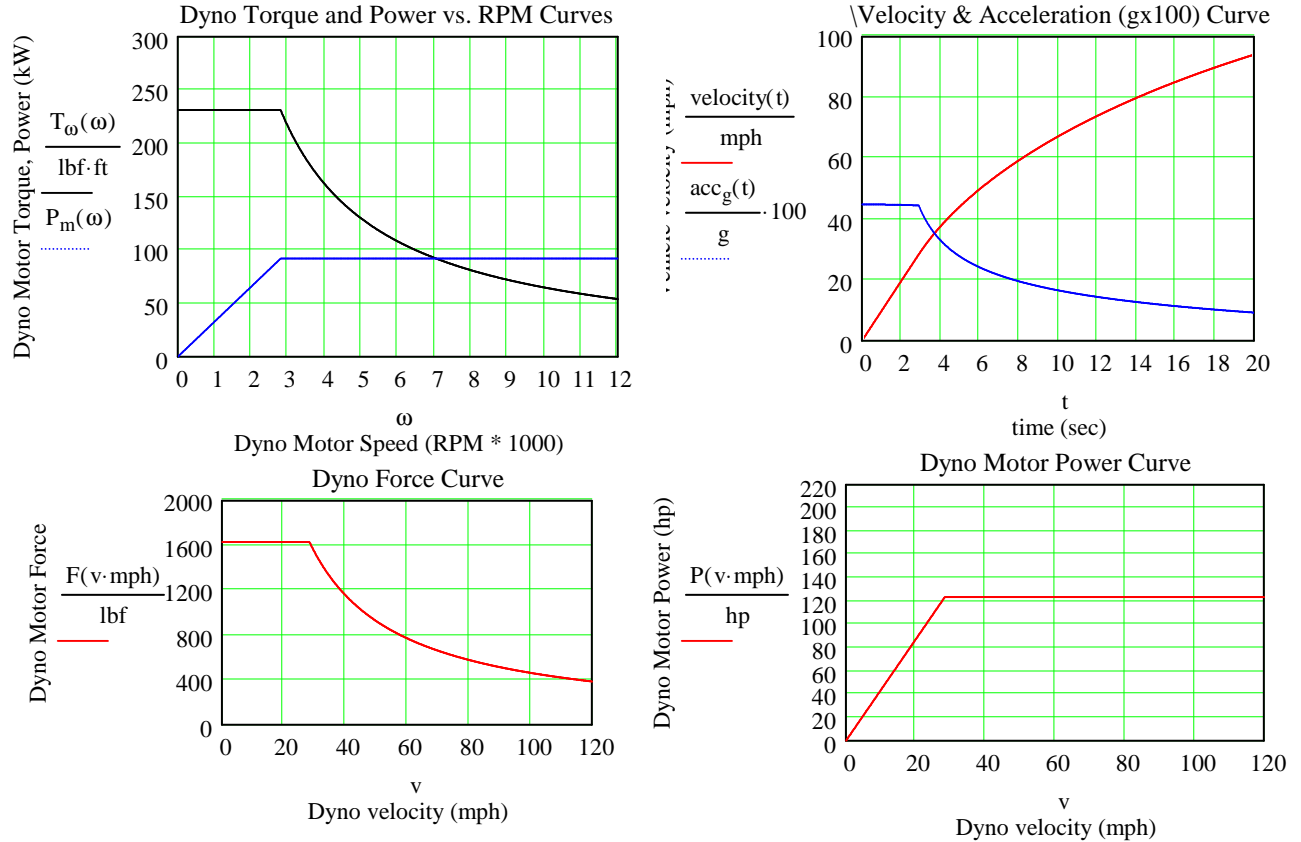 Dyno Torque and Power vs. RPM Curves
Dyno Motor Torque, Power (kW)
T_ω(ω)
lbf·ft
P_m(ω)
300
250
200
150
100
50
0
0 1 2 3 4 5 6 7 8 9 10 11 12
ω
Dyno Motor Speed (RPM * 1000)
\Velocity & Acceleration (gx100) Curve
velocity(t)
mph
acc_g(t)
g
·100
100
80
60
40
20
0
0 2 4 6 8 10 12 14 16 18 20
t
time (sec)
Dyno Force Curve
Dyno Motor Force
F(v·mph)
lbf
2000
1600
1200
800
400
0
0 20 40 60 80 100 120
v
Dyno velocity (mph)
Dyno Motor Power Curve
Dyno Motor Power (hp)
P(v·mph)
hp
220
200
180
160
140
120
100
80
60
40
20
0
0 20 40 60 80 100 120
v
Dyno velocity (mph)